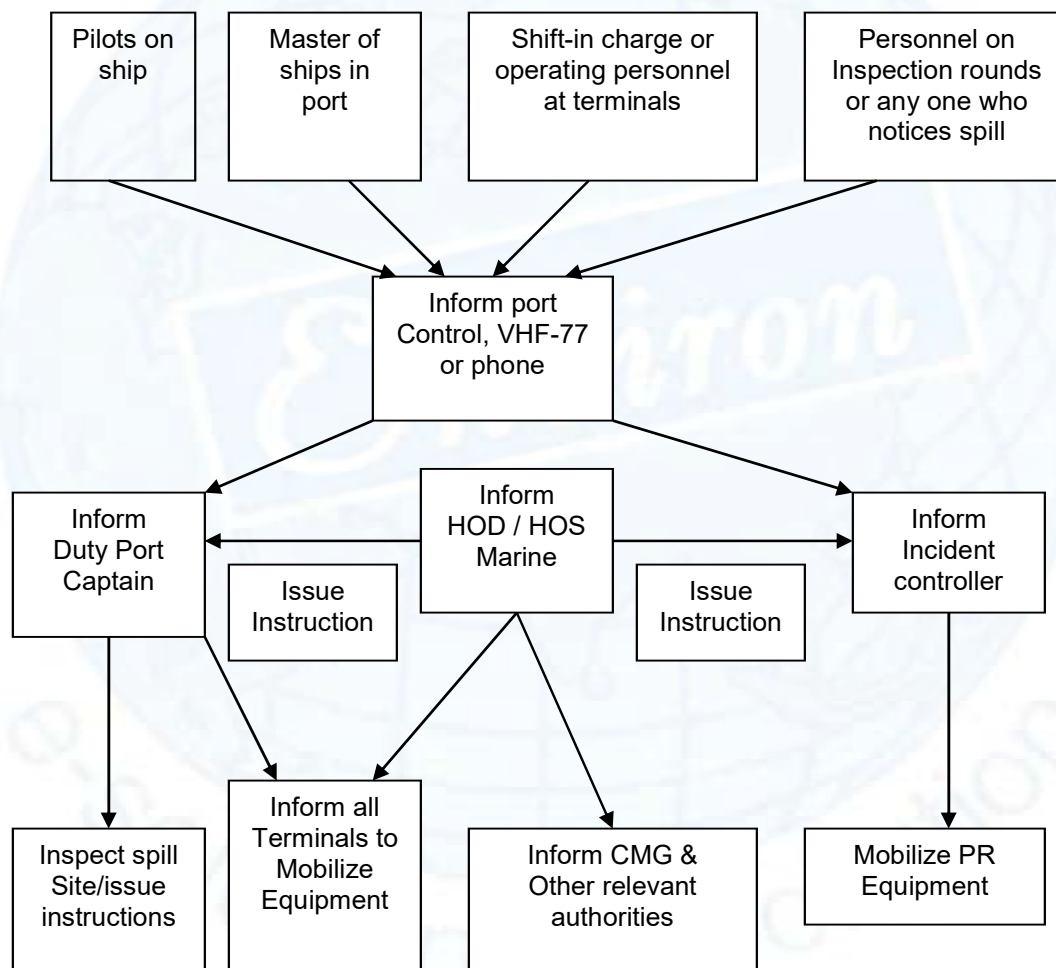 Pilots on
ship
Master of
ships in
port
Shift-in charge or
operating personnel
at terminals
Personnel on
Inspection rounds
or any one who
notices spill
Inform port
Control, VHF-77
or phone
Inform
Duty Port
Captain
Inform
HOD / HOS
Marine
Inform
Incident
controller
Issue
Instruction
Issue
Instruction
Inspect spill
Site/issue
instructions
Inform all
Terminals to
Mobilize
Equipment
Inform CMG &
Other relevant
authorities
Mobilize PR
Equipment